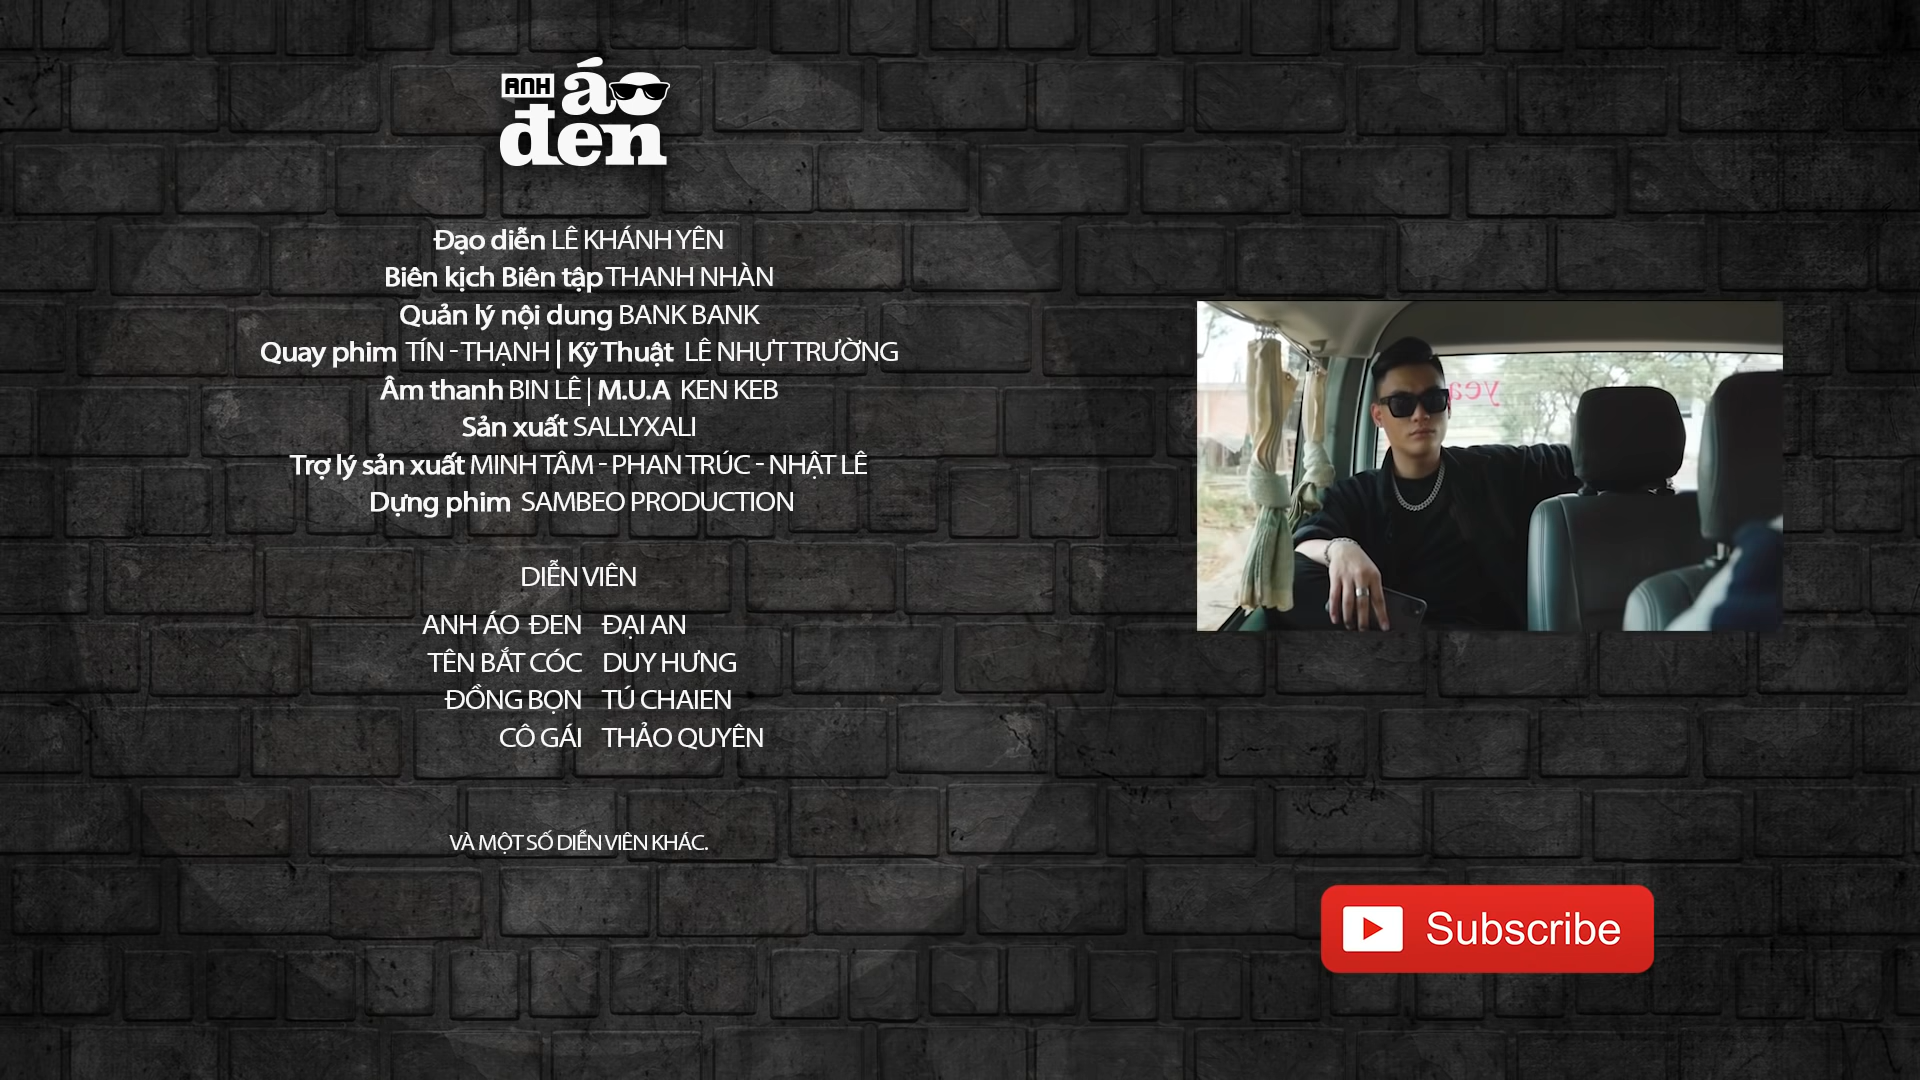 ANH áo
đen
Đạo diễn LÊ KHÁNH YÊN
Biên kịch Biên tập THANH NHÀN
Quản lý nội dung BANK BANK
Quay phim TÍN - THẠNH | Kỹ Thuật LÊ NHỰT TRƯỜNG
Âm thanh BIN LÊ | M.U.A KEN KEB
Sản xuất SALLYXALI
Trợ lý sản xuất MINH TÂM - PHAN TRÚC - NHẬT LÊ
Dựng phim SAMBEO PRODUCTION
DIỄN VIÊN
ANH ÁO ĐEN ĐẠI AN
TÊN BẮT CÓC DUY HƯNG
ĐỒNG BỌN TÚ CHAIEN
CÔ GÁI THẢO QUYÊN
VÀ MỘT SỐ DIỄN VIÊN KHÁC.
Subscribe